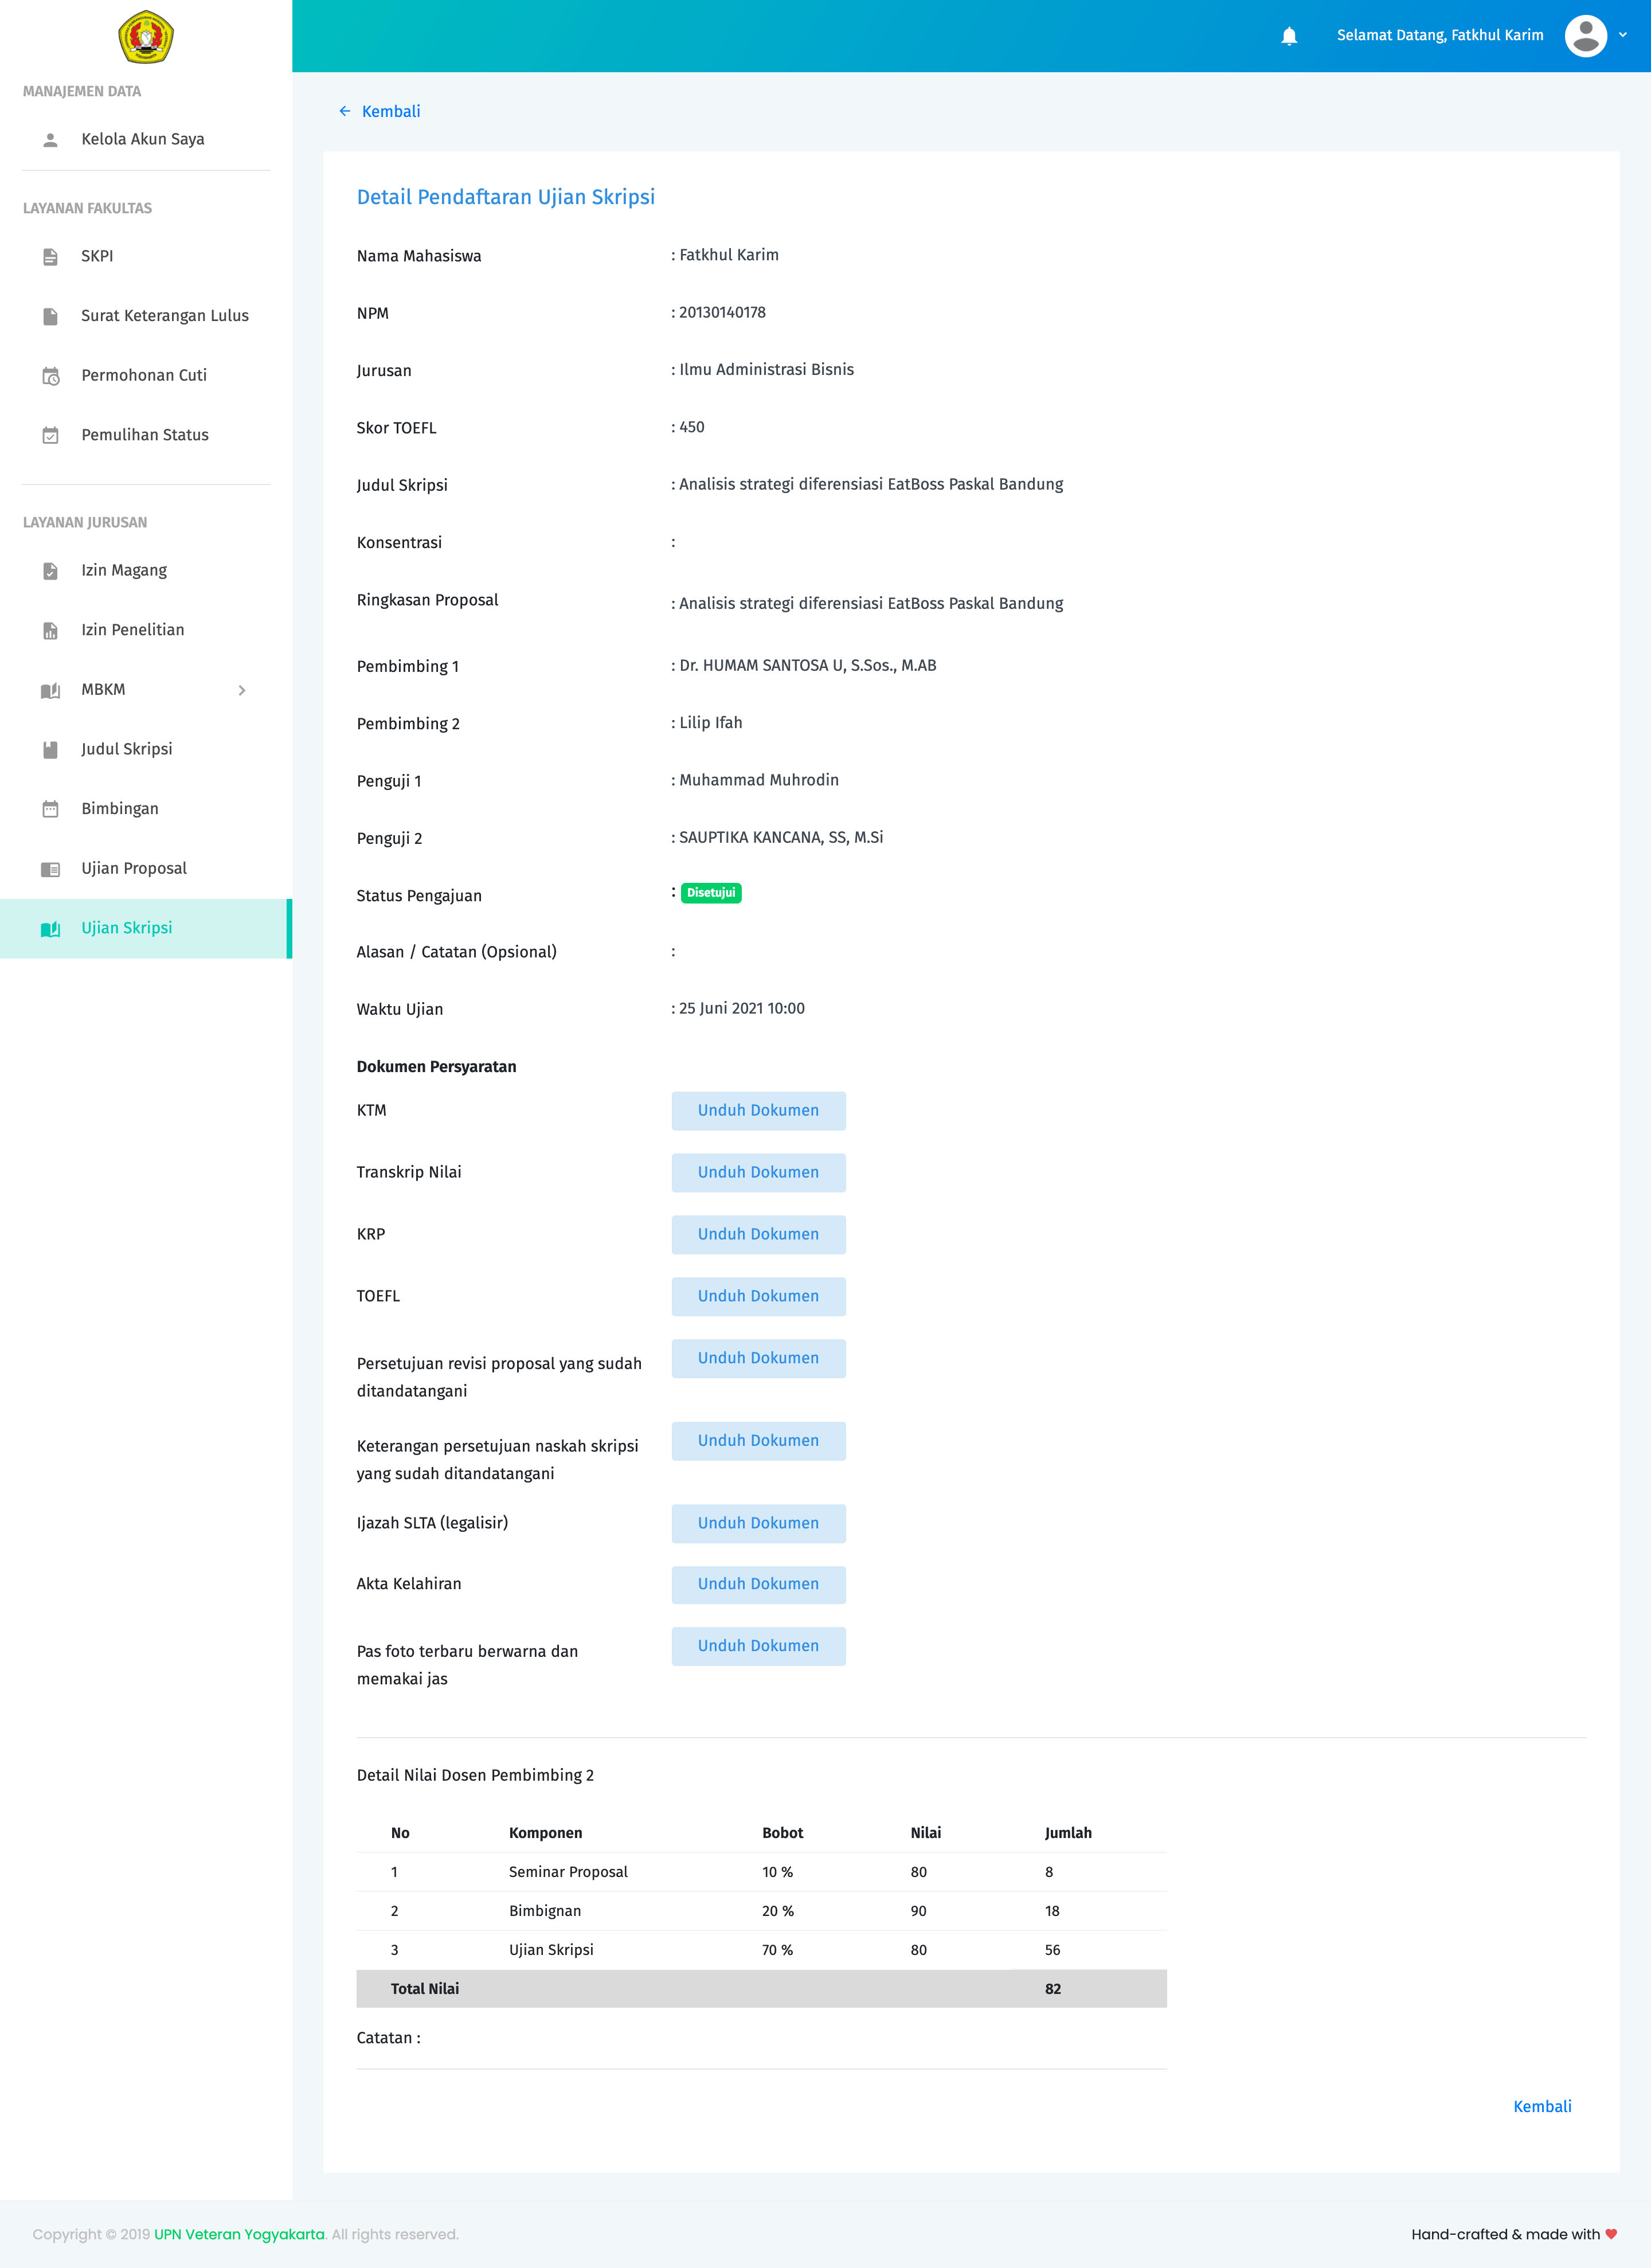 Selamat Datang, Fatkhul Karim
MANAJEMEN DATA
Kelola Akun Saya
LAYANAN FAKULTAS
SKPI
Surat Keterangan Lulus
Permohonan Cuti
Pemulihan Status
LAYANAN JURUSAN
Izin Magang
Izin Penelitian
MBKM
Judul Skripsi
Bimbingan
Ujian Proposal
Ujian Skripsi
Kembali
Detail Pendaftaran Ujian Skripsi
Nama Mahasiswa : Fatkhul Karim
NPM : 20130140178
Jurusan : Ilmu Administrasi Bisnis
Skor TOEFL : 450
Judul Skripsi : Analisis strategi diferensiasi EatBoss Paskal Bandung
Konsentrasi :
Ringkasan Proposal : Analisis strategi diferensiasi EatBoss Paskal Bandung
Pembimbing 1 : Dr. HUMAM SANTOSA U, S.Sos., M.AB
Pembimbing 2 : Lilip Ifah
Penguji 1 : Muhammad Muhrodin
Penguji 2 : SAUPTIKA KANCANA, SS, M.Si
Status Pengajuan : Disetujui
Alasan / Catatan (Opsional) :
Waktu Ujian : 25 Juni 2021 10:00
Dokumen Persyaratan
KTM Unduh Dokumen
Transkrip Nilai Unduh Dokumen
KRP Unduh Dokumen
TOEFL Unduh Dokumen
Persetujuan revisi proposal yang sudah Unduh Dokumen
ditandatangani
Keterangan persetujuan naskah skripsi Unduh Dokumen
yang sudah ditandatangani
Ijazah SLTA (legalisir) Unduh Dokumen
Akta Kelahiran Unduh Dokumen
Pas foto terbaru berwarna dan Unduh Dokumen
memakai jas
Detail Nilai Dosen Pembimbing 2
No Komponen Bobot Nilai Jumlah
1 Seminar Proposal 10 % 80 8
2 Bimbignan 20 % 90 18
3 Ujian Skripsi 70 % 80 56
Total Nilai 82
Catatan :
Kembali
Copyright © 2019 UPN Veteran Yogyakarta. All rights reserved.
Hand-crafted & made with